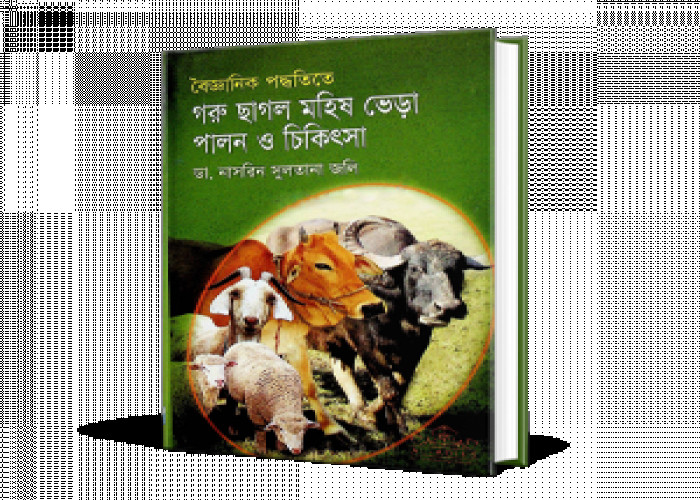 বৈজ্ঞানিক পদ্ধতিতে
গরু ছাগল মহিষ ভেড়া
পালন ও চিকিৎসা
ডা. নাসরিন সুলতানা জলি